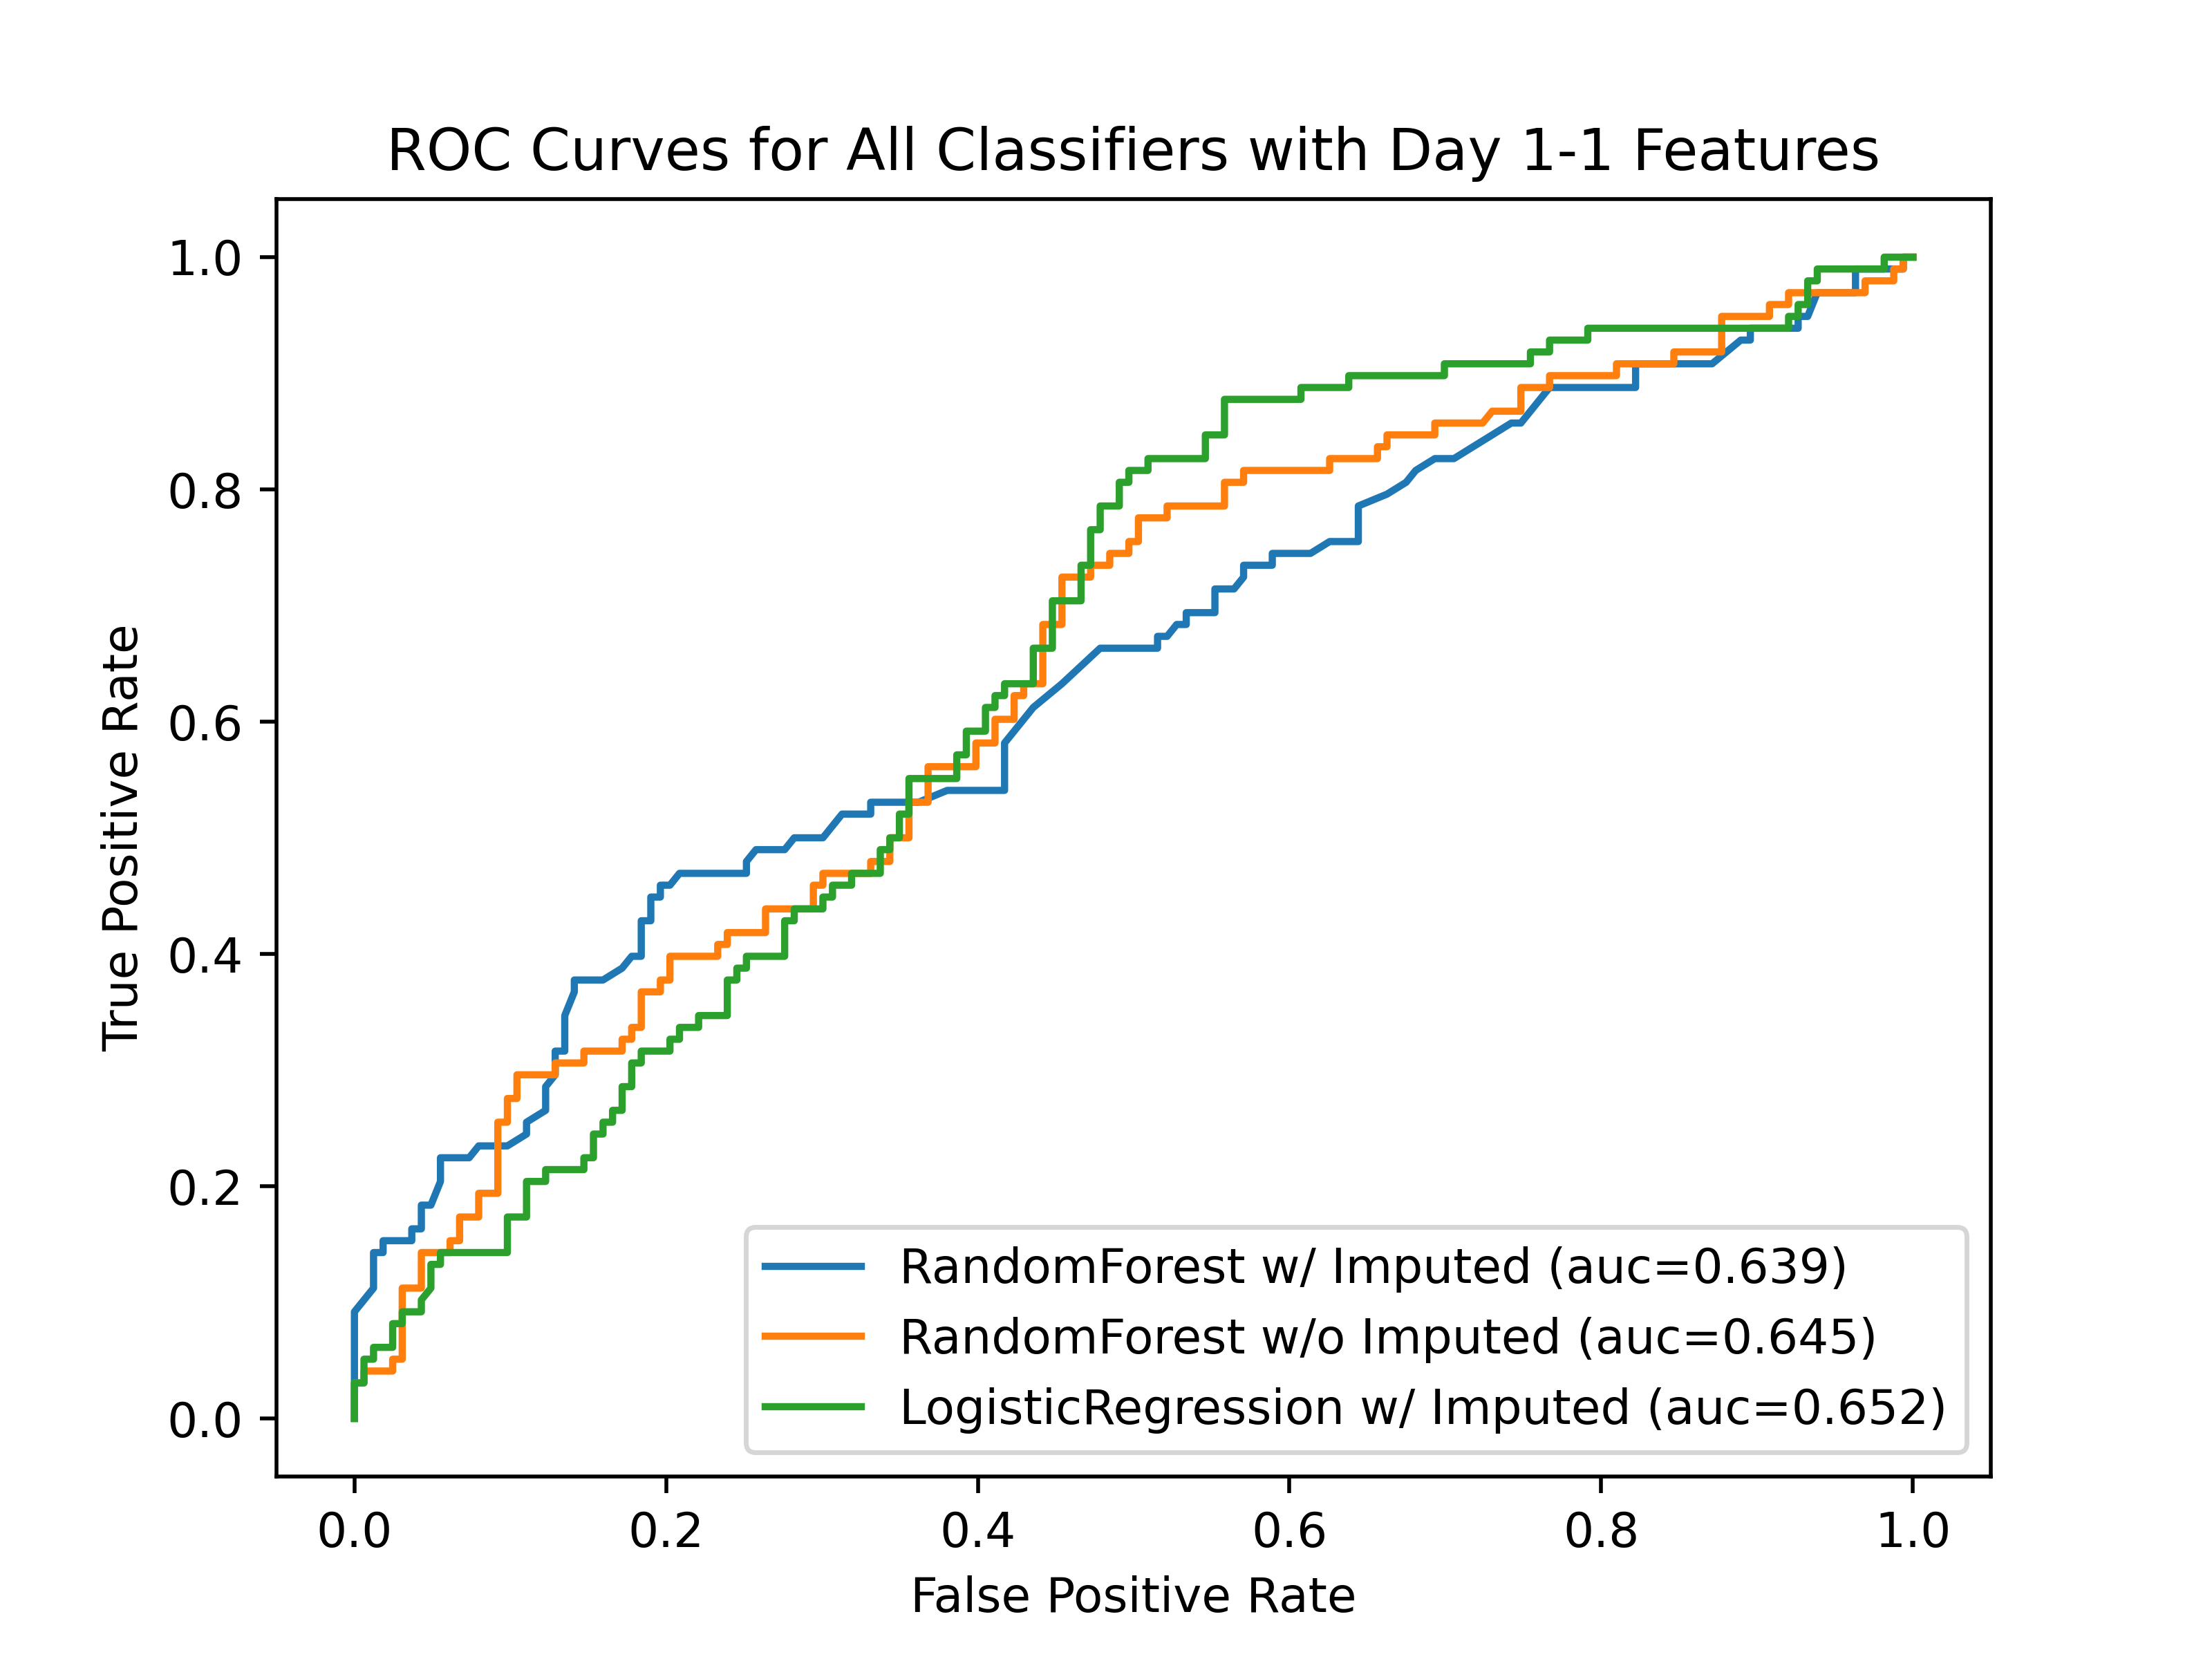 ROC Curves for All Classifiers with Day 1-1 Features
1.0
0.8
0.6
0.4
0.2
0.0
True Positive Rate
RandomForest w/ Imputed (auc=0.639)
RandomForest w/o Imputed (auc=0.645)
LogisticRegression w/ Imputed (auc=0.652)
0.0 0.2 0.4 0.6 0.8 1.0
False Positive Rate